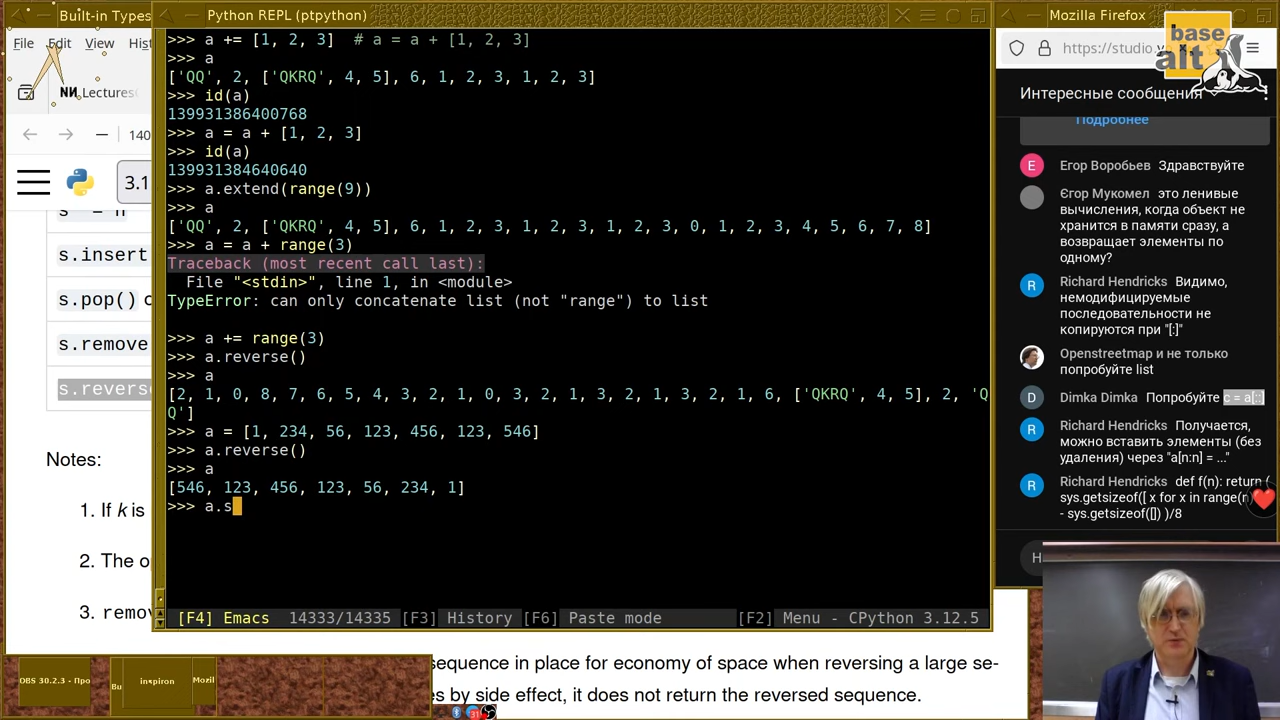 Built-in Types
Python REPL (ptpython)
Mozilla Firefox
File Edit View Hist
Lectures
140
3.1
s.insert
s.pop() o
s.remove
s.reverse
Notes:
1. If k is
2. The o
3. remov
sequence in place for economy of space when reversing a large se-
es by side effect, it does not return the reversed sequence.
>>> a += [1, 2, 3]  # a = a + [1, 2, 3]
>>> a
['QQ', 2, ['QKRQ', 4, 5], 6, 1, 2, 3, 1, 2, 3]
>>> id(a)
139931386400768
>>> a = a + [1, 2, 3]
>>> id(a)
139931384640640
>>> a.extend(range(9))
>>> a
['QQ', 2, ['QKRQ', 4, 5], 6, 1, 2, 3, 1, 2, 3, 1, 2, 3, 0, 1, 2, 3, 4, 5, 6, 7, 8]
>>> a = a + range(3)
Traceback (most recent call last):
File "<stdin>", line 1, in <module>
TypeError: can only concatenate list (not "range") to list
>>> a += range(3)
>>> a.reverse()
>>> a
[2, 1, 0, 8, 7, 6, 5, 4, 3, 2, 1, 0, 3, 2, 1, 3, 2, 1, 3, 2, 1, 6, ['QKRQ', 4, 5], 2, 'Q
Q']
>>> a = [1, 234, 56, 123, 456, 123, 546]
>>> a.reverse()
>>> a
[546, 123, 456, 123, 56, 234, 1]
>>> a.s
[F4] Emacs 14333/14335 [F3] History [F6] Paste mode [F2] Menu - CPython 3.12.5
base
alt
https://studio.
Интересные сообщения
Подробнее
Егор Воробьев Здравствуйте
Єгор Мукомел это ленивые
вычисления, когда объект не
хранится в памяти сразу, а
возвращает элементы по
одному?
Richard Hendricks Видимо,
немодифицируемые
последовательности не
копируются при "[:]"
Openstreetmap и не только
попробуйте list
Dimka Dimka Попробуйте c = a[::]
Richard Hendricks Получается,
можно вставить элементы (без
удаления) через "a[n:n] = ..."
Richard Hendricks def f(n): return (
sys.getsizeof([ x for x in range(n)
- sys.getsizeof([]) )/8
DBS 30.2.3 - Про
Bu
inspiron
Mozil